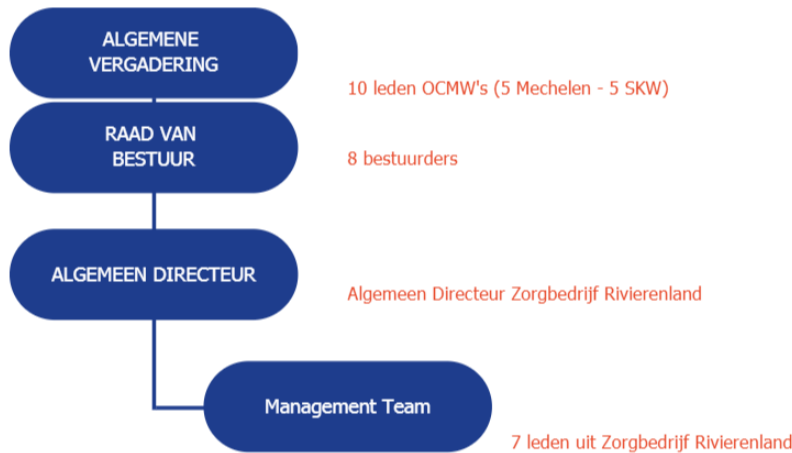 ALGEMENE
VERGADERING
10 leden OCMW's (5 Mechelen - 5 SKW)
RAAD VAN
BESTUUR
8 bestuurders
ALGEMEEN DIRECTEUR
Algemeen Directeur Zorgbedrijf Rivierenland
Management Team
7 leden uit Zorgbedrijf Rivierenland